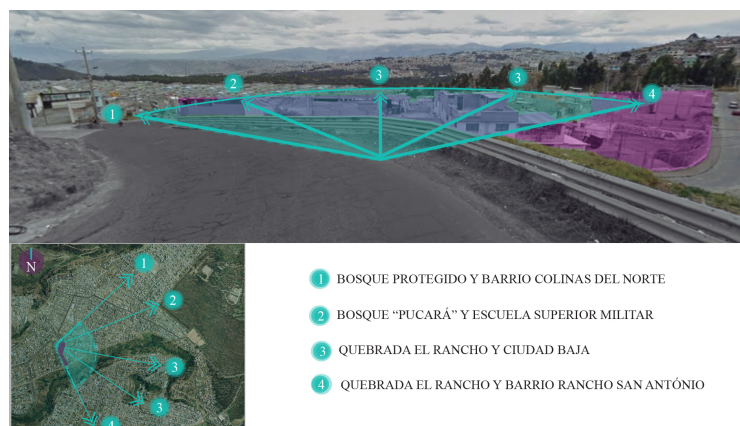 3
3
2
4
1
N
1
2
3
3
4
1 BOSQUE PROTEGIDO Y BARRIO COLINAS DEL NORTE
2 BOSQUE “PUCARÁ” Y ESCUELA SUPERIOR MILITAR
3 QUEBRADA EL RANCHO Y CIUDAD BAJA
4 QUEBRADA EL RANCHO Y BARRIO RANCHO SAN ANTÓNIO